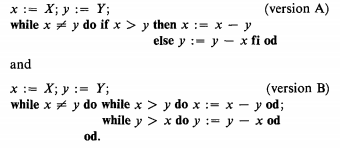 x := X; y := Y; (version A)
while x ≠ y do if x > y then x := x − y
else y := y − x fi od
and
x := X; y := Y; (version B)
while x ≠ y do while x > y do x := x − y od;
while y > x do y := y − x od
od.